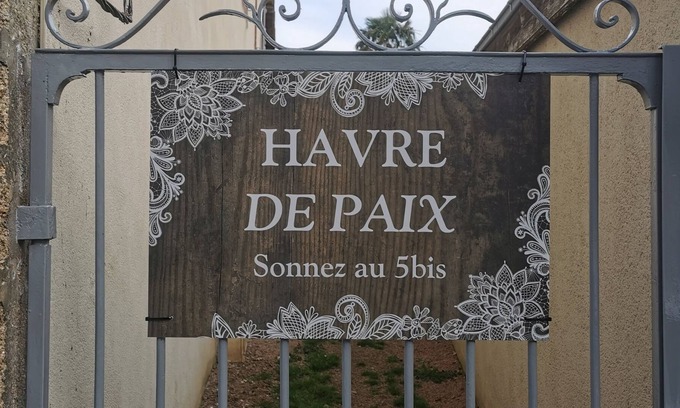 HAVRE
DE PAIX
Sonnez au 5bis